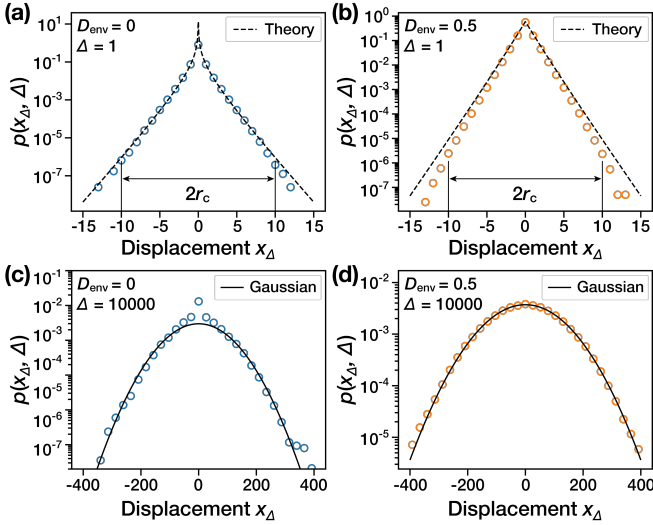 (a)
D_env = 0
Δ = 1
Theory
10^1
10^-1
10^-3
10^-5
10^-7
p(x_Δ, Δ)
2r_c
-15 -10 -5 0 5 10 15
Displacement x_Δ
(b)
D_env = 0.5
Δ = 1
Theory
10^0
10^-1
10^-2
10^-3
10^-4
10^-5
10^-6
10^-7
p(x_Δ, Δ)
2r_c
-15 -10 -5 0 5 10 15
Displacement x_Δ
(c)
D_env = 0
Δ = 10000
Gaussian
10^-1
10^-2
10^-3
10^-4
10^-5
10^-6
10^-7
p(x_Δ, Δ)
-400 -200 0 200 400
Displacement x_Δ
(d)
D_env = 0.5
Δ = 10000
Gaussian
10^-2
10^-3
10^-4
10^-5
p(x_Δ, Δ)
-400 -200 0 200 400
Displacement x_Δ